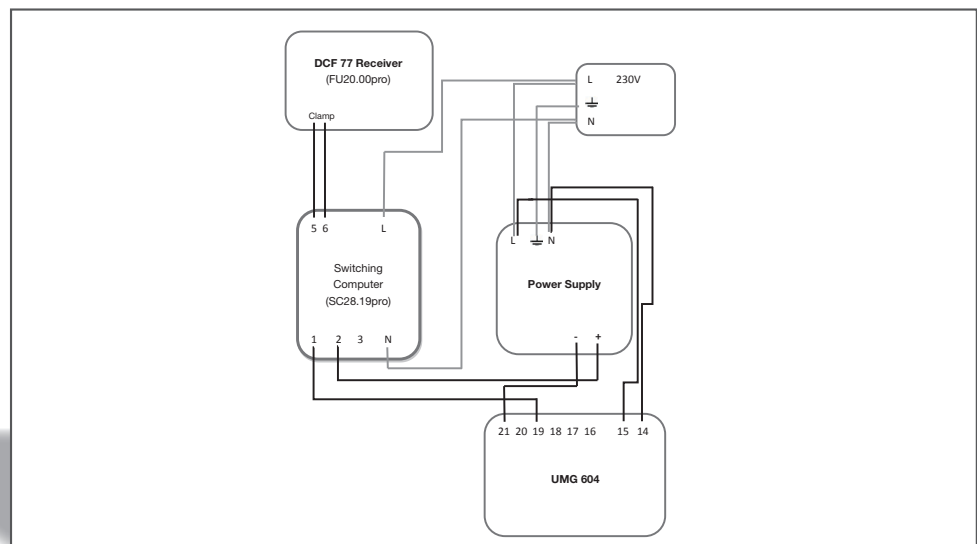 DCF 77 Receiver
(FU20.00pro)
Clamp
L 230V
N
5 6 L
Switching
Computer
(SC28.19pro)
1 2 3 N
L N
Power Supply
- +
21 20 19 18 17 16 15 14
UMG 604